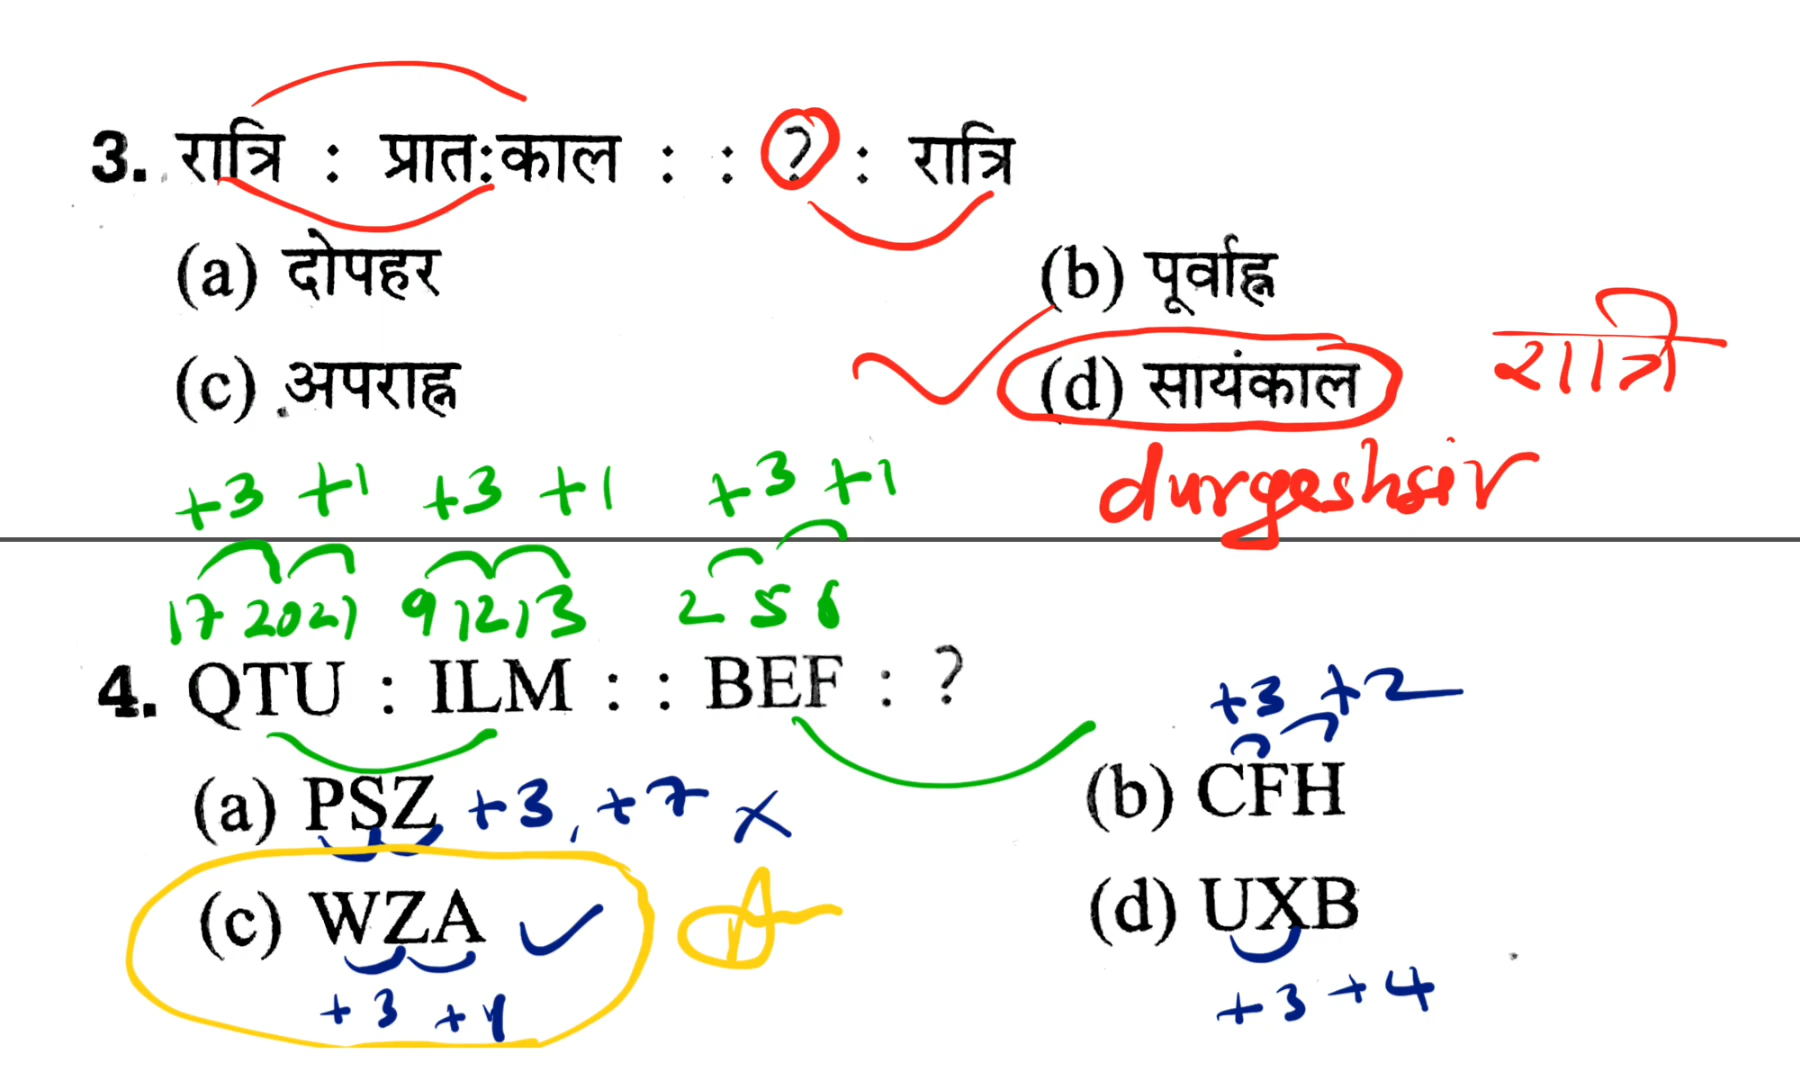 3. रात्रि : प्रात:काल : : ? : रात्रि
(a) दोपहर (b) पूर्वाह्न
(c) अपराह्न (d) सायंकाल रात्रि
durgeshsir
+3 +1 +3 +1 +3 +1
17 20 21 9 12 13 2 5 6
4. QTU : ILM : : BEF : ?
+3 +2
(a) PSZ +3, +7 × (b) CFH
(c) WZA ✓ (d) UXB
+3 +1 +3 +4